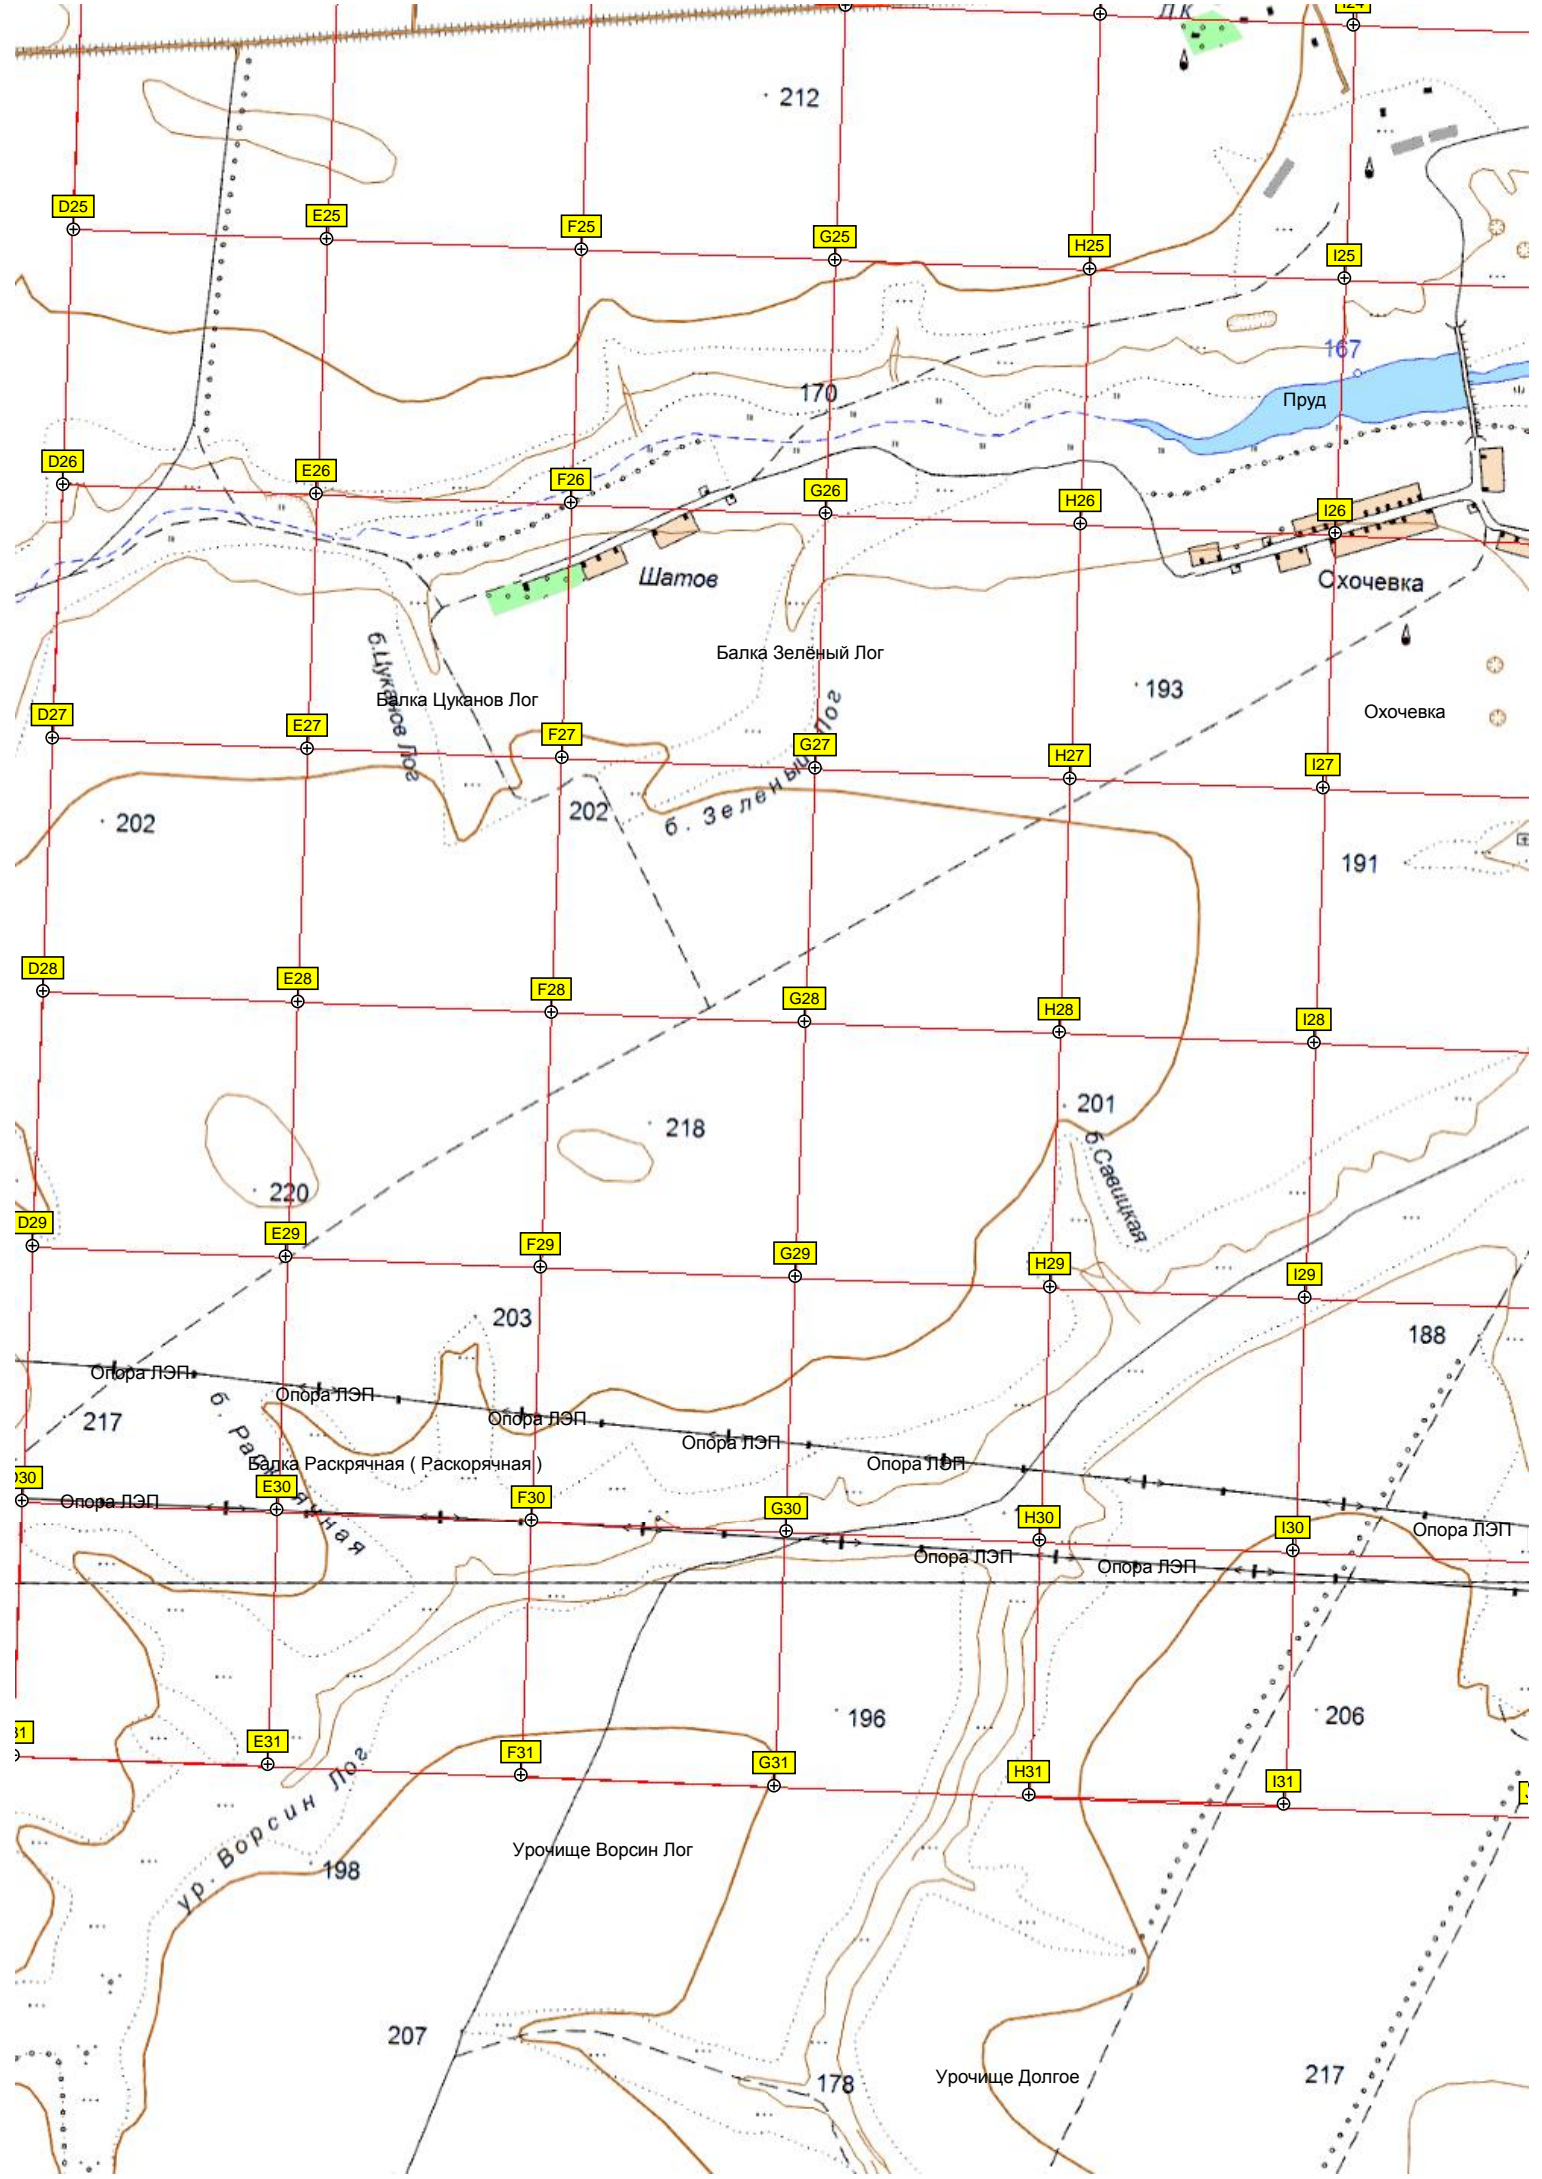 ДК
I24
212
D25
E25
F25
G25
H25
I25
167
170
Пруд
D26
E26
F26
G26
H26
I26
Шатов
Охочевка
б.Цуканов Лог
Балка Зелёный Лог
193
Балка Цуканов Лог
Охочевка
D27
E27
F27
G27
H27
I27
202
202
б. Зеленый Лог
191
D28
E28
F28
G28
H28
I28
201
218
б.Савицкая
220
D29
E29
F29
G29
H29
I29
203
188
Опора ЛЭП
Опора ЛЭП
Опора ЛЭП
217
Опора ЛЭП
Опора ЛЭП
б. Раскрячная
Балка Раскрячная ( Раскорячная )
D30
E30
F30
G30
H30
I30
Опора ЛЭП
Опора ЛЭП
Опора ЛЭП
Опора ЛЭП
196
206
31
E31
F31
G31
H31
I31
ур. Ворсин Лог
Урочище Ворсин Лог
198
207
178
Урочище Долгое
217